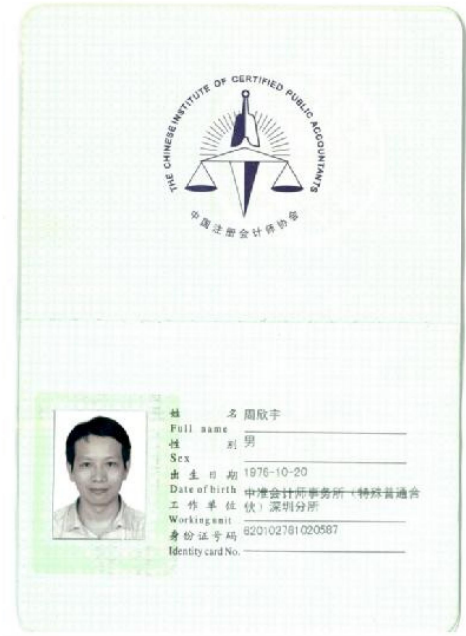 THE CHINESE INSTITUTE OF CERTIFIED PUBLIC ACCOUNTANTS
中国注册会计师协会
姓 名 周欣宇
Full name
性 别 男
Sex
出生日期 1976-10-20
Date of birth
工作单位 中准会计师事务所（特殊普通合
伙）深圳分所
Working unit
身份证号码 620102781020587
Identity card No.